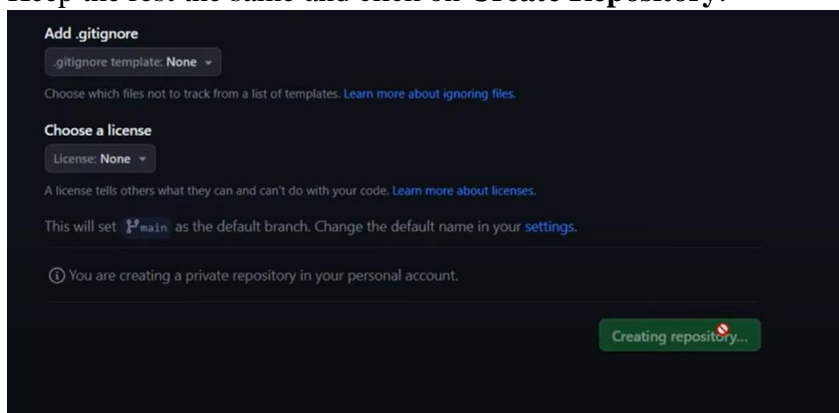 Keep the rest the same and click on Create Repository.
Add .gitignore
.gitignore template: None
Choose which files not to track from a list of templates. Learn more about ignoring files.
Choose a license
License: None
A license tells others what they can and can't do with your code. Learn more about licenses.
This will set main as the default branch. Change the default name in your settings.
You are creating a private repository in your personal account.
Creating repository...